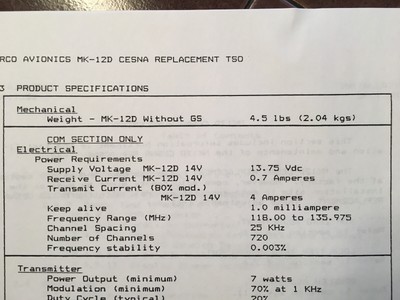 RCO AVIONICS MK-12D CESNA REPLACEMENT TSO
3 PRODUCT SPECIFICATIONS
Mechanical
Weight - MK-12D Without GS 4.5 lbs (2.04 kgs)
COM SECTION ONLY
Electrical
Power Requirements
Supply Voltage MK-12D 14V 13.75 Vdc
Receive Current MK-12D 14V 0.7 Amperes
Transmit Current (80% mod.)
MK-12D 14V 4 Amperes
Keep alive 1.0 milliampere
Frequency Range (MHz) 118.00 to 135.975
Channel Spacing 25 KHz
Number of Channels 720
Frequency stability 0.003%
Transmitter
Power Output (minimum) 7 watts
Modulation (minimum) 70% at 1 KHz
Duty Cycle (typical) 20%